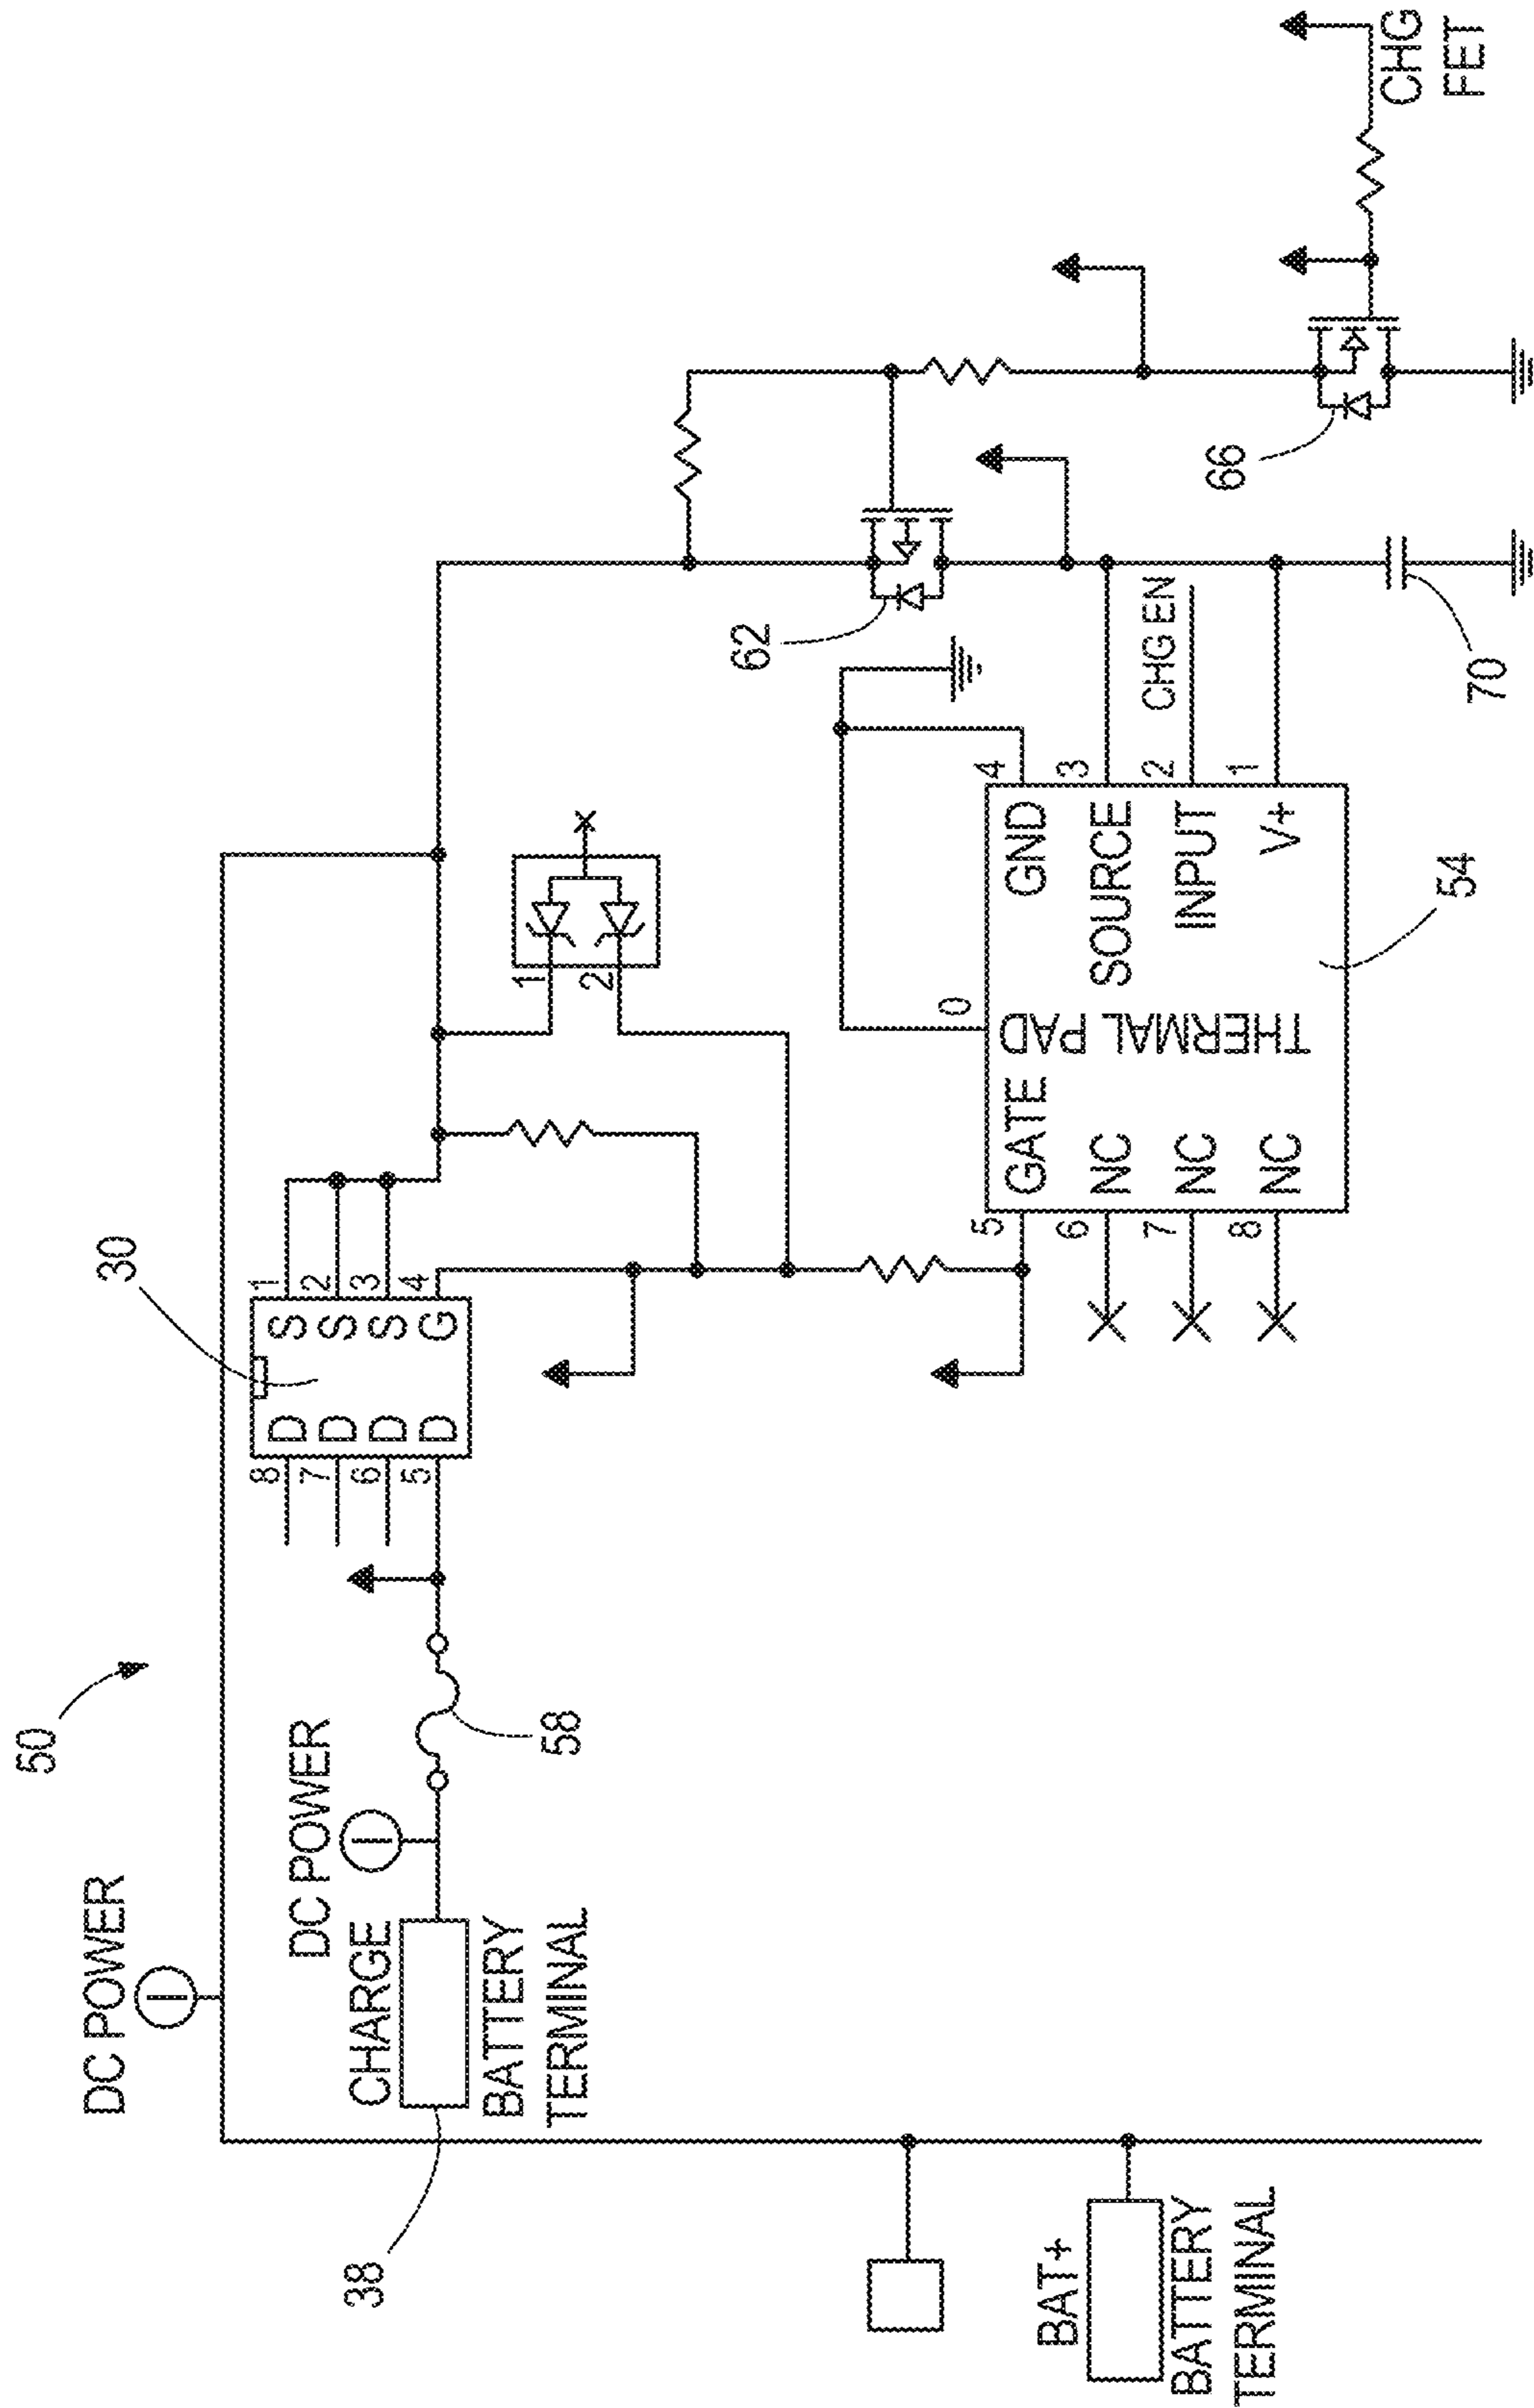 50
DC POWER
DC POWER
CHARGE
BATTERY
TERMINAL
38
58
30
8
7
6
5
D
D
D
D
S
S
S
G
1
2
3
4
1
2
BAT+
BATTERY
TERMINAL
5
6
7
8
GATE
NC
NC
NC
0
THERMAL PAD
GND
SOURCE
INPUT
V+
4
3
2
1
CHG EN
54
62
70
66
CHG
FET